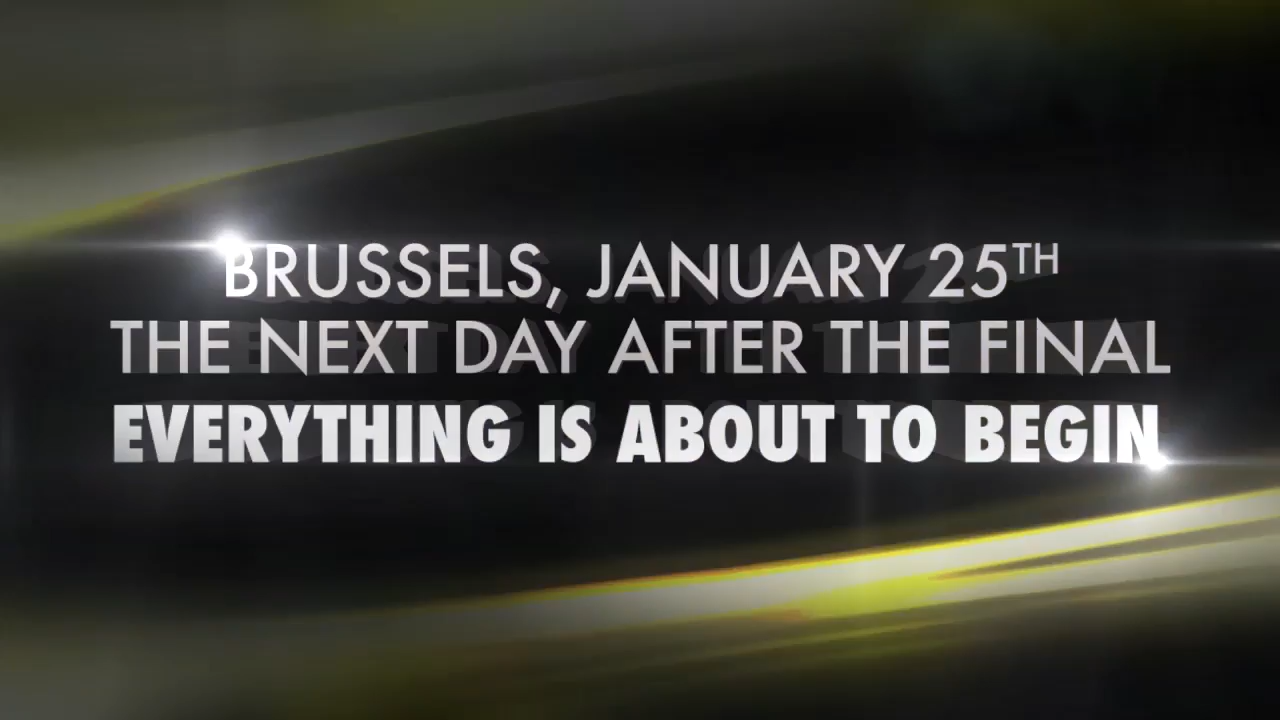 BRUSSELS, JANUARY 25TH
THE NEXT DAY AFTER THE FINAL
EVERYTHING IS ABOUT TO BEGIN